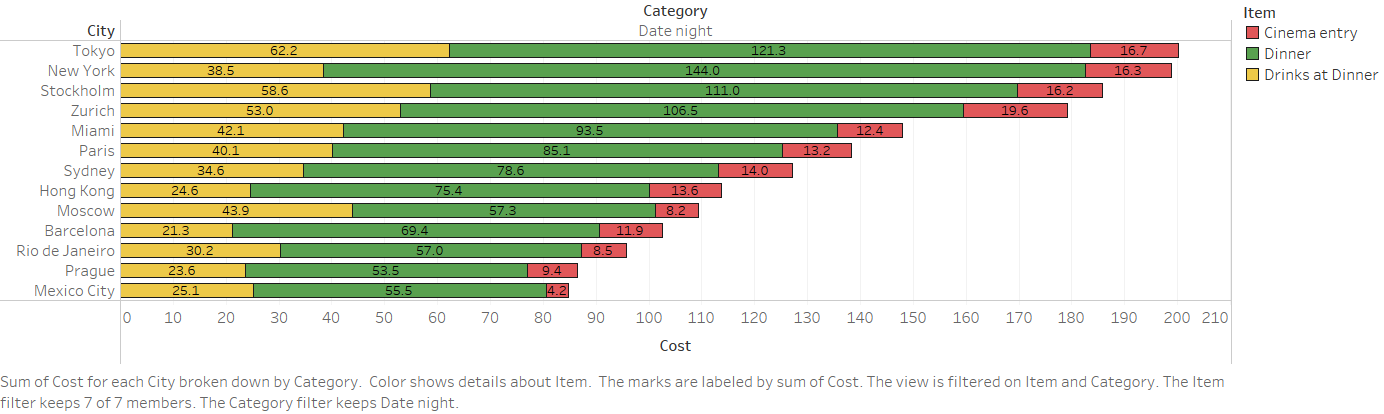 Category
City Date night
Tokyo 62.2 121.3 16.7
New York 38.5 144.0 16.3
Stockholm 58.6 111.0 16.2
Zurich 53.0 106.5 19.6
Miami 42.1 93.5 12.4
Paris 40.1 85.1 13.2
Sydney 34.6 78.6 14.0
Hong Kong 24.6 75.4 13.6
Moscow 43.9 57.3 8.2
Barcelona 21.3 69.4 11.9
Rio de Janeiro 30.2 57.0 8.5
Prague 23.6 53.5 9.4
Mexico City 25.1 55.5 4.2
0 10 20 30 40 50 60 70 80 90 100 110 120 130 140 150 160 170 180 190 200 210
Cost
Item
Cinema entry
Dinner
Drinks at Dinner
Sum of Cost for each City broken down by Category. Color shows details about Item. The marks are labeled by sum of Cost. The view is filtered on Item and Category. The Item
filter keeps 7 of 7 members. The Category filter keeps Date night.